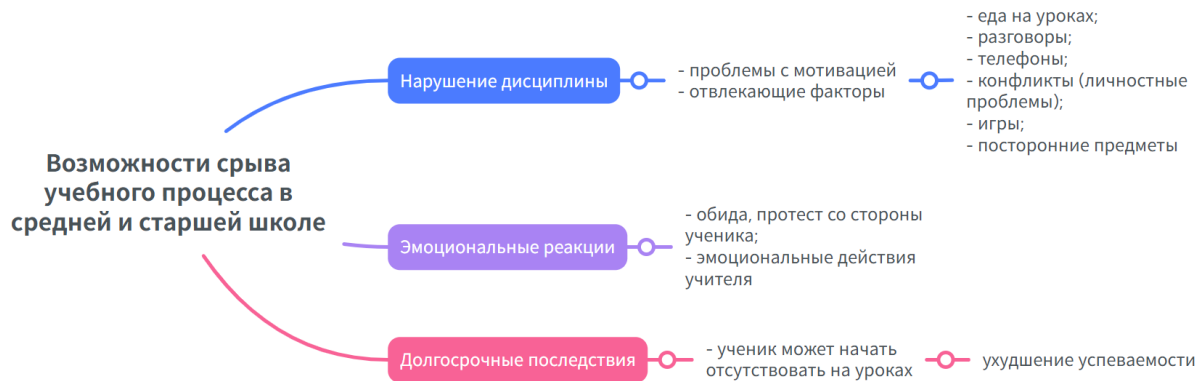 Возможности срыва
учебного процесса в
средней и старшей школе
Нарушение дисциплины
- проблемы с мотивацией
- отвлекающие факторы
- еда на уроках;
- разговоры;
- телефоны;
- конфликты (личностные
проблемы);
- игры;
- посторонние предметы
Эмоциональные реакции
- обида, протест со стороны
ученика;
- эмоциональные действия
учителя
Долгосрочные последствия
- ученик может начать
отсутствовать на уроках
ухудшение успеваемости